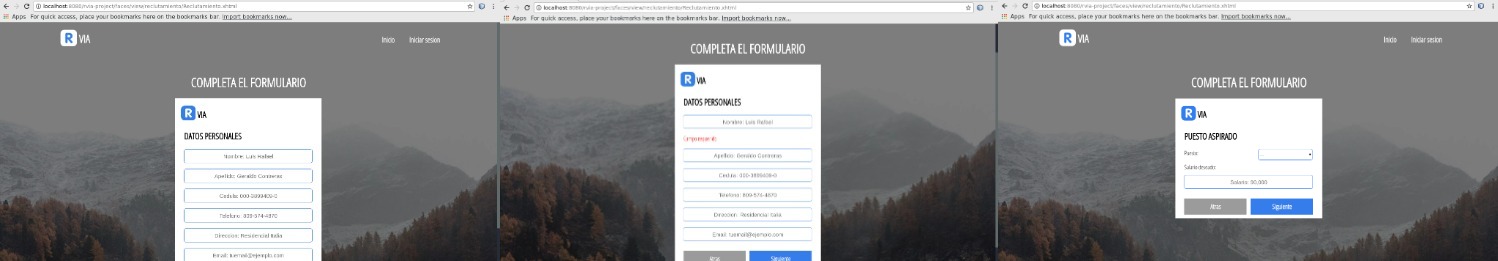 localhost:8080/rvia-project/faces/view/reclutamiento/Reclutamiento.xhtml
Apps For quick access, place your bookmarks here on the bookmarks bar. Import bookmarks now...
R VIA
Inicio Iniciar sesion
COMPLETA EL FORMULARIO
R VIA
DATOS PERSONALES
Nombre: Luis Rafael
Apellido: Geraldo Contreras
Cedula: 000-3899409-0
Telefono: 809-574-4870
Direccion: Residencial Italia
Email: tuemail@ejemplo.com
localhost:8080/rvia-project/faces/view/reclutamiento/Reclutamiento.xhtml
Apps For quick access, place your bookmarks here on the bookmarks bar. Import bookmarks now...
COMPLETA EL FORMULARIO
R VIA
DATOS PERSONALES
Nombre: Luis Rafael
Apellido: Geraldo Contreras
Cedula: 000-3899409-0
Telefono: 809-574-4870
Direccion: Residencial Italia
Email: tuemail@ejemplo.com
Atras Siguiente
localhost:8080/rvia-project/faces/view/reclutamiento/Reclutamiento.xhtml
Apps For quick access, place your bookmarks here on the bookmarks bar. Import bookmarks now...
R VIA
Inicio Iniciar sesion
COMPLETA EL FORMULARIO
R VIA
PUESTO ASPIRADO
Puesto:
Salario deseado:
Salario: 90,000
Atras Siguiente